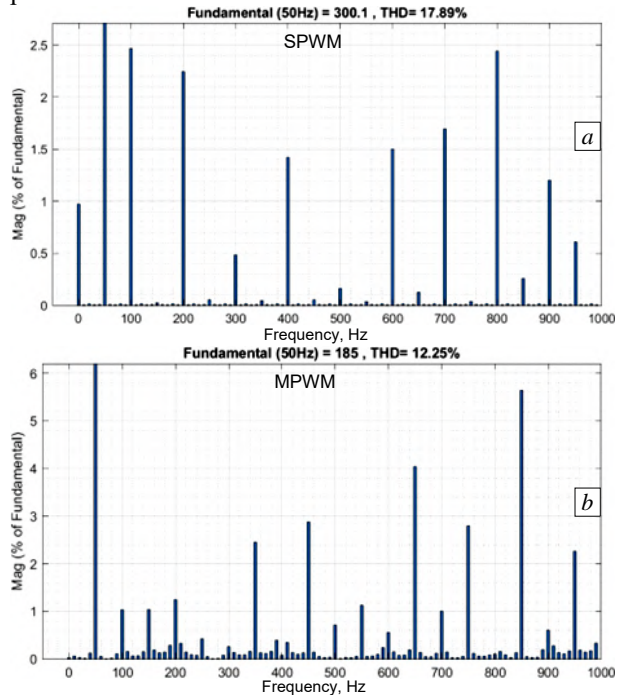 Fundamental (50Hz) = 300.1 , THD= 17.89%
SPWM
2.5
2
1.5
1
0.5
0
Mag (% of Fundamental)
a
0 100 200 300 400 500 600 700 800 900 1000
Frequency, Hz
Fundamental (50Hz) = 185 , THD= 12.25%
MPWM
6
5
4
3
2
1
0
Mag (% of Fundamental)
b
0 100 200 300 400 500 600 700 800 900 1000
Frequency, Hz